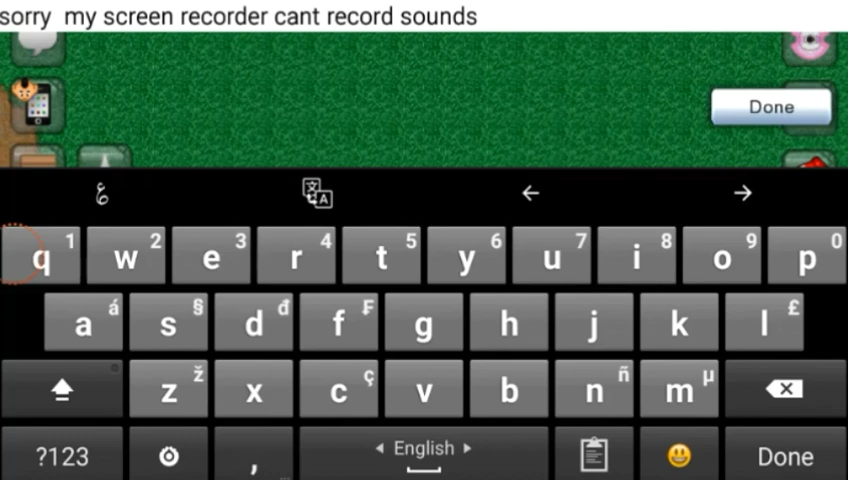 sorry  my screen recorder cant record sounds
Done
ع
文 A
q 1 w 2 e 3 r 4 t 5 y 6 u 7 i 8 o 9 p 0
a á s § d đ f ₣ g h j k l £
z ž x c ç v b n ñ m µ
?123 , English Done